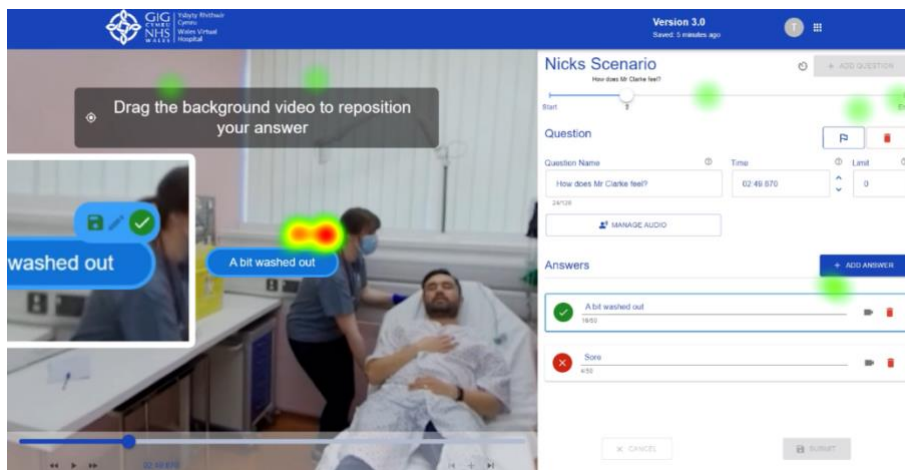 GIG
CYMRU
NHS
WALES
Ysbyty Rhithwir
Cymru
Wales Virtual
Hospital
Version 3.0
Saved: 5 minutes ago
T
Drag the background video to reposition
your answer
washed out
A bit washed out
02:49.670
Nicks Scenario
+ ADD QUESTION
How does Mr Clarke feel?
Start
Question
Question Name
Time
Limit
How does Mr Clarke feel?
02:49.670
0
24/128
MANAGE AUDIO
Answers
+ ADD ANSWER
A bit washed out
16/50
Sore
4/50
CANCEL
SUBMIT